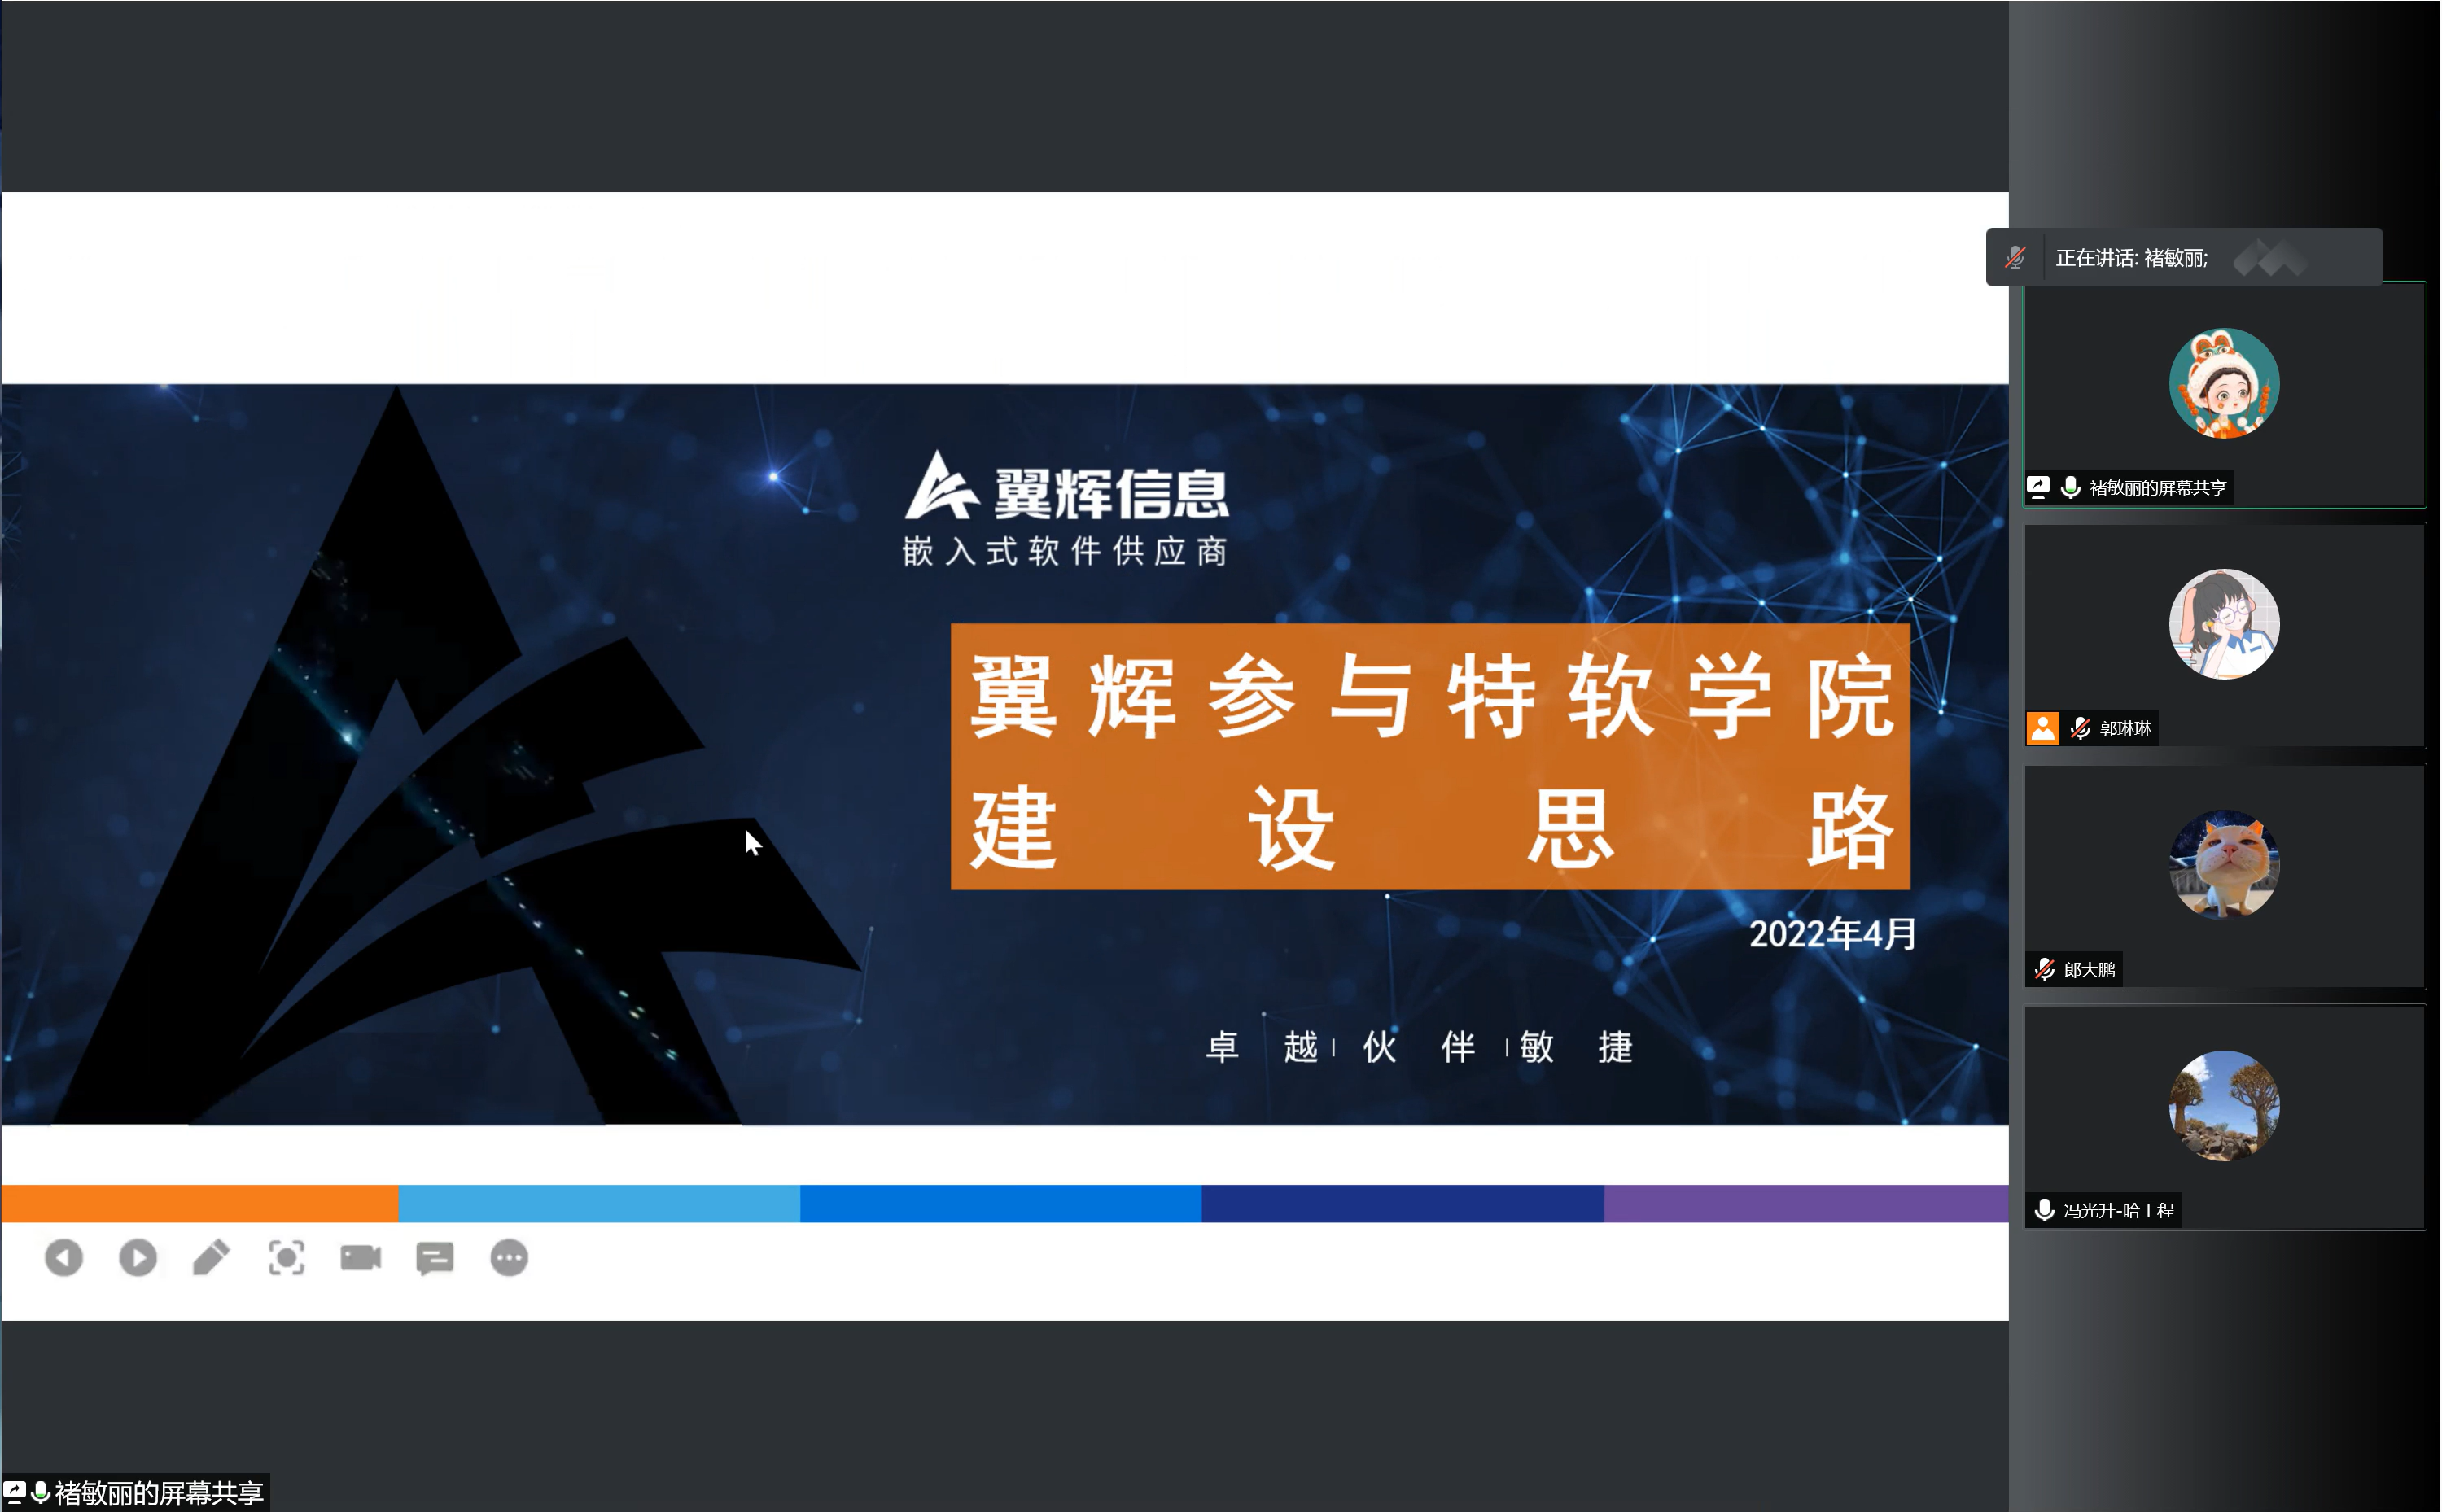 翼辉信息
嵌入式软件供应商
翼辉参与特软学院
建设思路
2022年4月
卓越 | 伙伴 | 敏捷
正在讲话: 褚敏丽;
褚敏丽的屏幕共享
郭琳琳
郎大鹏
冯光升-哈工程
褚敏丽的屏幕共享